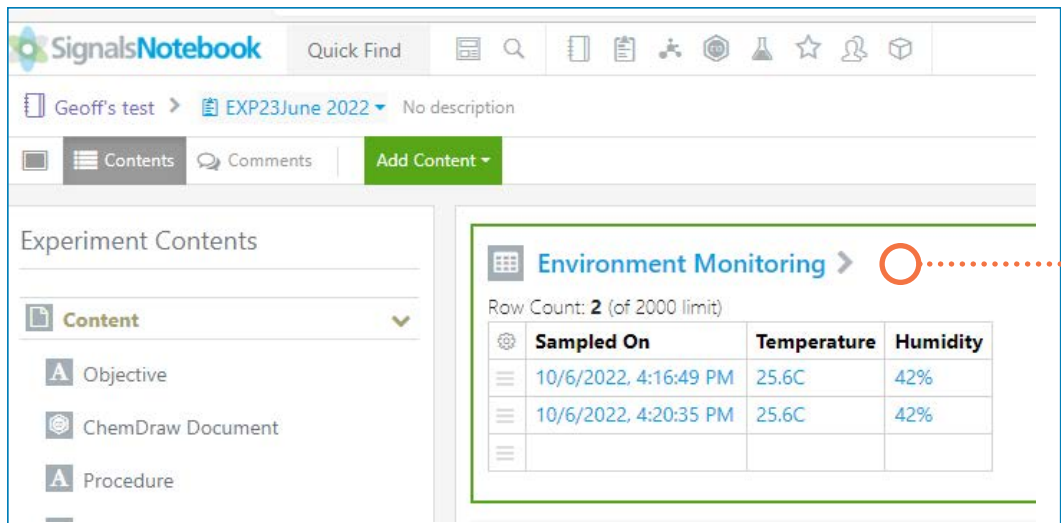 SignalsNotebook Quick Find
Geoff's test EXP23June 2022 No description
Contents Comments Add Content
Experiment Contents
Content
A Objective
ChemDraw Document
A Procedure
Environment Monitoring
Row Count: 2 (of 2000 limit)
Sampled On Temperature Humidity
10/6/2022, 4:16:49 PM 25.6C 42%
10/6/2022, 4:20:35 PM 25.6C 42%